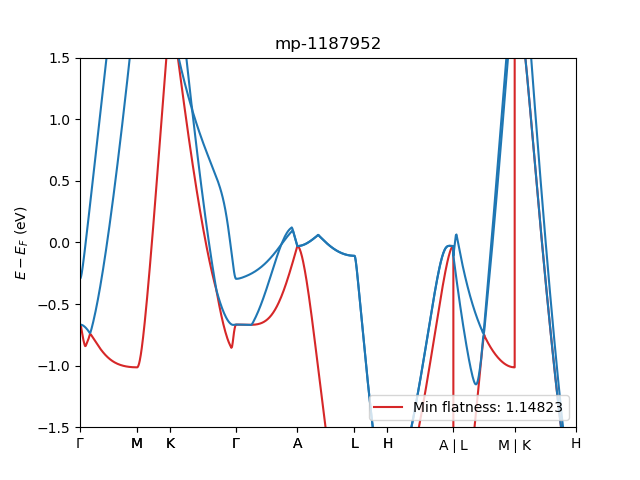 mp-1187952
E − E_F (eV)
1.5
1.0
0.5
0.0
−0.5
−1.0
−1.5
Min flatness: 1.14823
Γ M K Γ A L H A | L M | K H